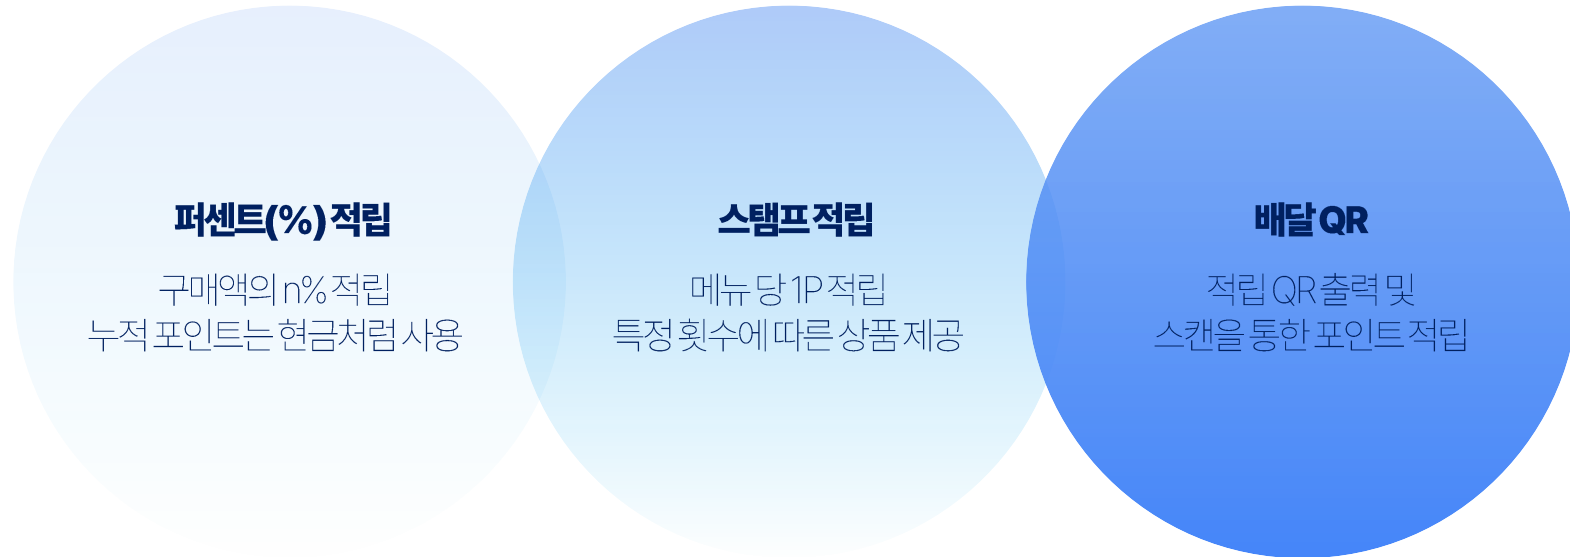 퍼센트(%) 적립
구매액의 n% 적립
누적 포인트는 현금처럼 사용
스탬프 적립
메뉴 당 1P 적립
특정 횟수에 따른 상품 제공
배달 QR
적립 QR 출력 및
스캔을 통한 포인트 적립